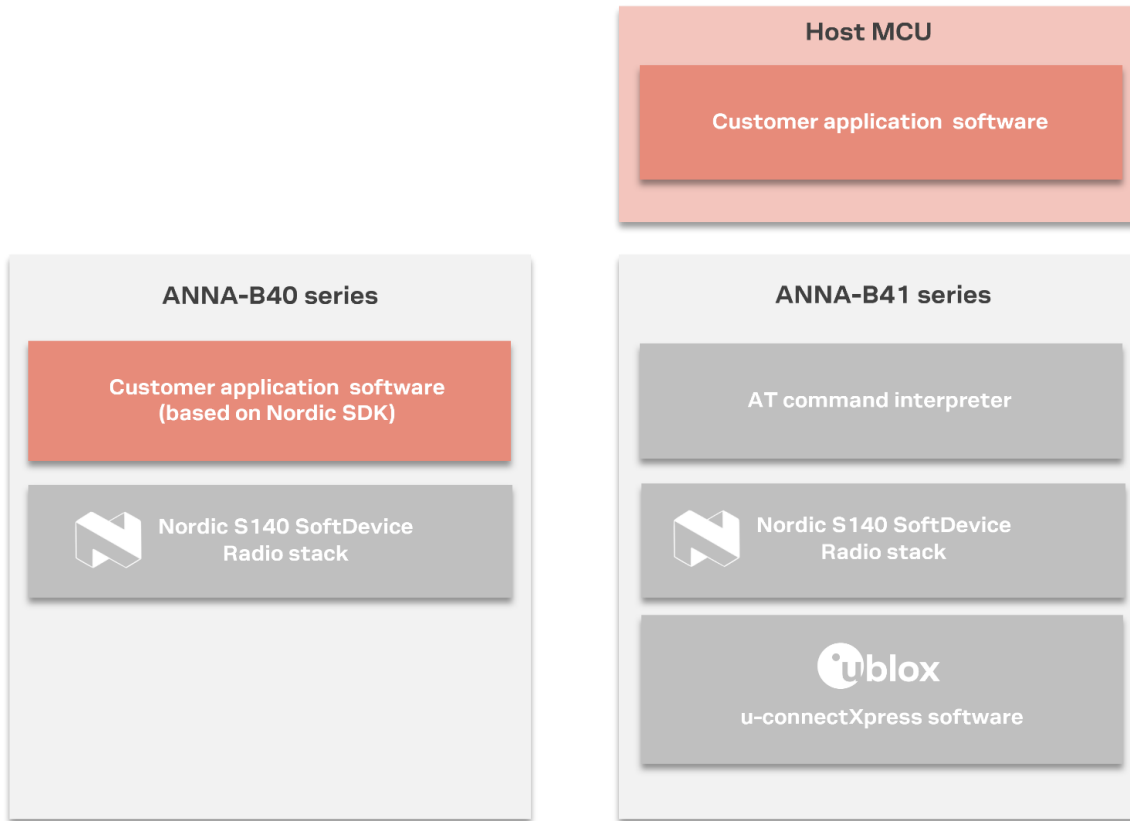 Host MCU
Customer application software
ANNA-B40 series
Customer application software
(based on Nordic SDK)
Nordic S140 SoftDevice
Radio stack
ANNA-B41 series
AT command interpreter
Nordic S140 SoftDevice
Radio stack
ublox
u-connectXpress software